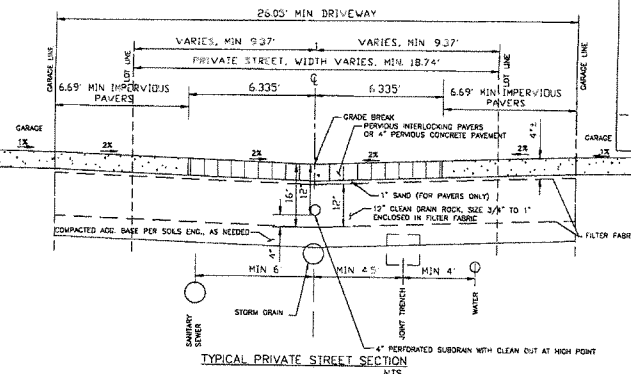 26.05' MIN DRIVEWAY
VARIES, MIN 9.37'
VARIES, MIN 9.37'
PRIVATE STREET, WIDTH VARIES, MIN. 18.74'
GARAGE LINE
LOT LINE
LOT LINE
GARAGE LINE
6.69' MIN IMPERVIOUS
PAVERS
6.335'
6.335'
6.69' MIN IMPERVIOUS
PAVERS
GRADE BREAK
PERVIOUS INTERLOCKING PAVERS
OR 4" PERVIOUS CONCRETE PAVEMENT
4"±
GARAGE
1%
2%
2%
2%
2%
GARAGE
1%
16"
12"
12"
1" SAND (FOR PAVERS ONLY)
12" CLEAN DRAIN ROCK, SIZE 3/4" TO 1"
ENCLOSED IN FILTER FABRIC
COMPACTED AGG. BASE PER SOILS ENG., AS NEEDED
4"
FILTER FABR
MIN 6'
MIN 4.5'
MIN 4'
SANITARY
SEWER
STORM DRAIN
JOINT TRENCH
WATER
4" PERFORATED SUBDRAIN WITH CLEAN OUT AT HIGH POINT
TYPICAL PRIVATE STREET SECTION
NTS